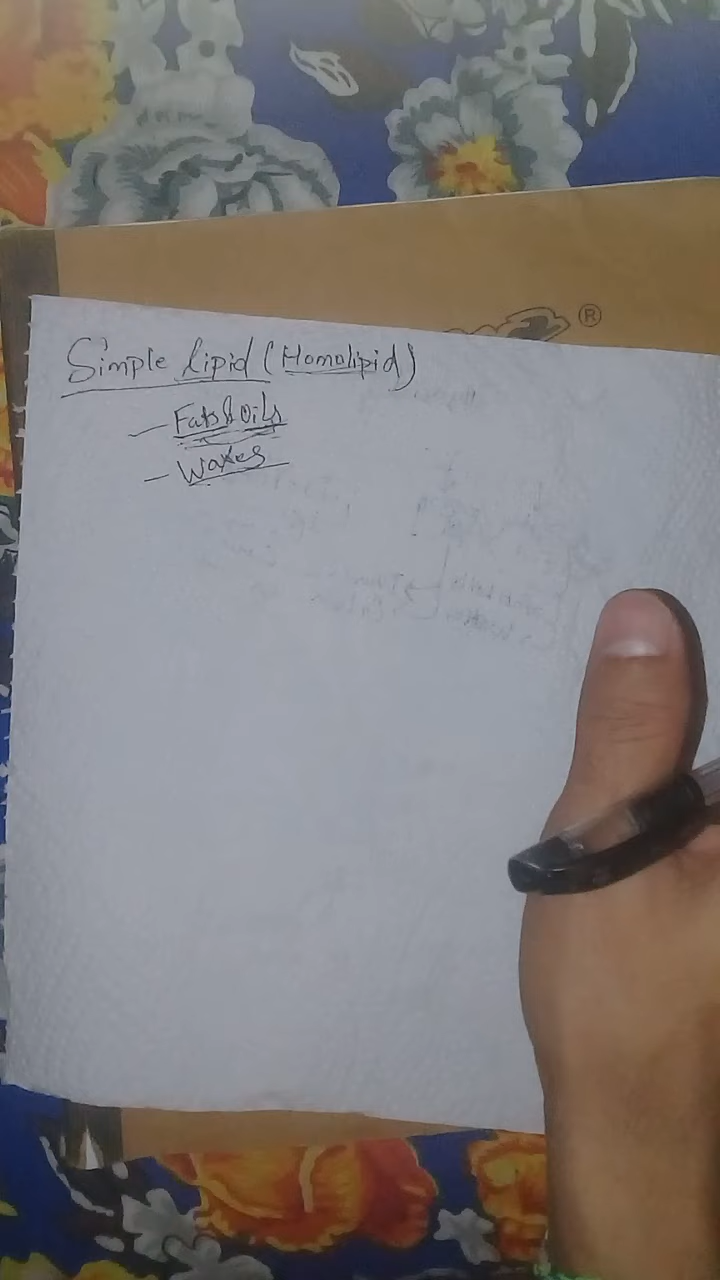 Simple Lipid (Homolipid)
— Fats & Oils
— Waxes
®